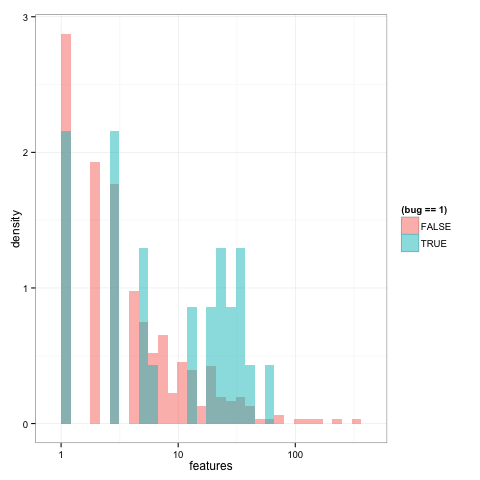 3
2
1
0
density
1
10
100
features
(bug == 1)
FALSE
TRUE